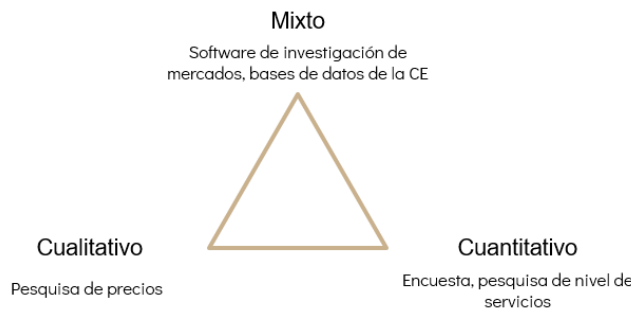 Mixto
Software de investigación de
mercados, bases de datos de la CE
Cualitativo
Pesquisa de precios
Cuantitativo
Encuesta, pesquisa de nivel de
servicios